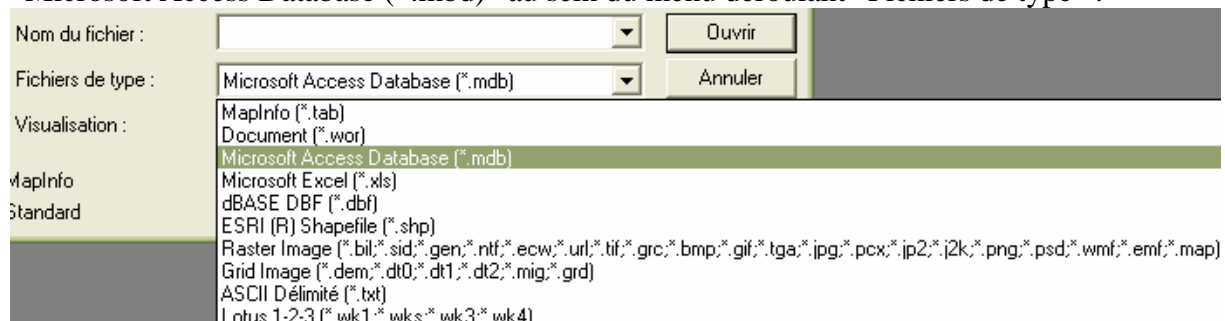 "Microsoft Access Database (*.mbd)" au sein du menu déroulant "Fichiers de type".
Nom du fichier :
Ouvrir
Fichiers de type :
Microsoft Access Database (*.mdb)
Annuler
Visualisation :
MapInfo (*.tab)
Document (*.wor)
Microsoft Access Database (*.mdb)
MapInfo
Microsoft Excel (*.xls)
dBASE DBF (*.dbf)
Standard
ESRI (R) Shapefile (*.shp)
Raster Image (*.bil;*.sid;*.gen;*.ntf;*.ecw;*.url;*.tif;*.grc;*.bmp;*.gif;*.tga;*.jpg;*.pcx;*.jp2;*.j2k;*.png;*.psd;*.wmf;*.emf;*.map)
Grid Image (*.dem;*.dt0;*.dt1;*.dt2;*.mig;*.grd)
ASCII Délimité (*.txt)
Lotus 1-2-3 (*.wk1;*.wks;*.wk3;*.wk4)